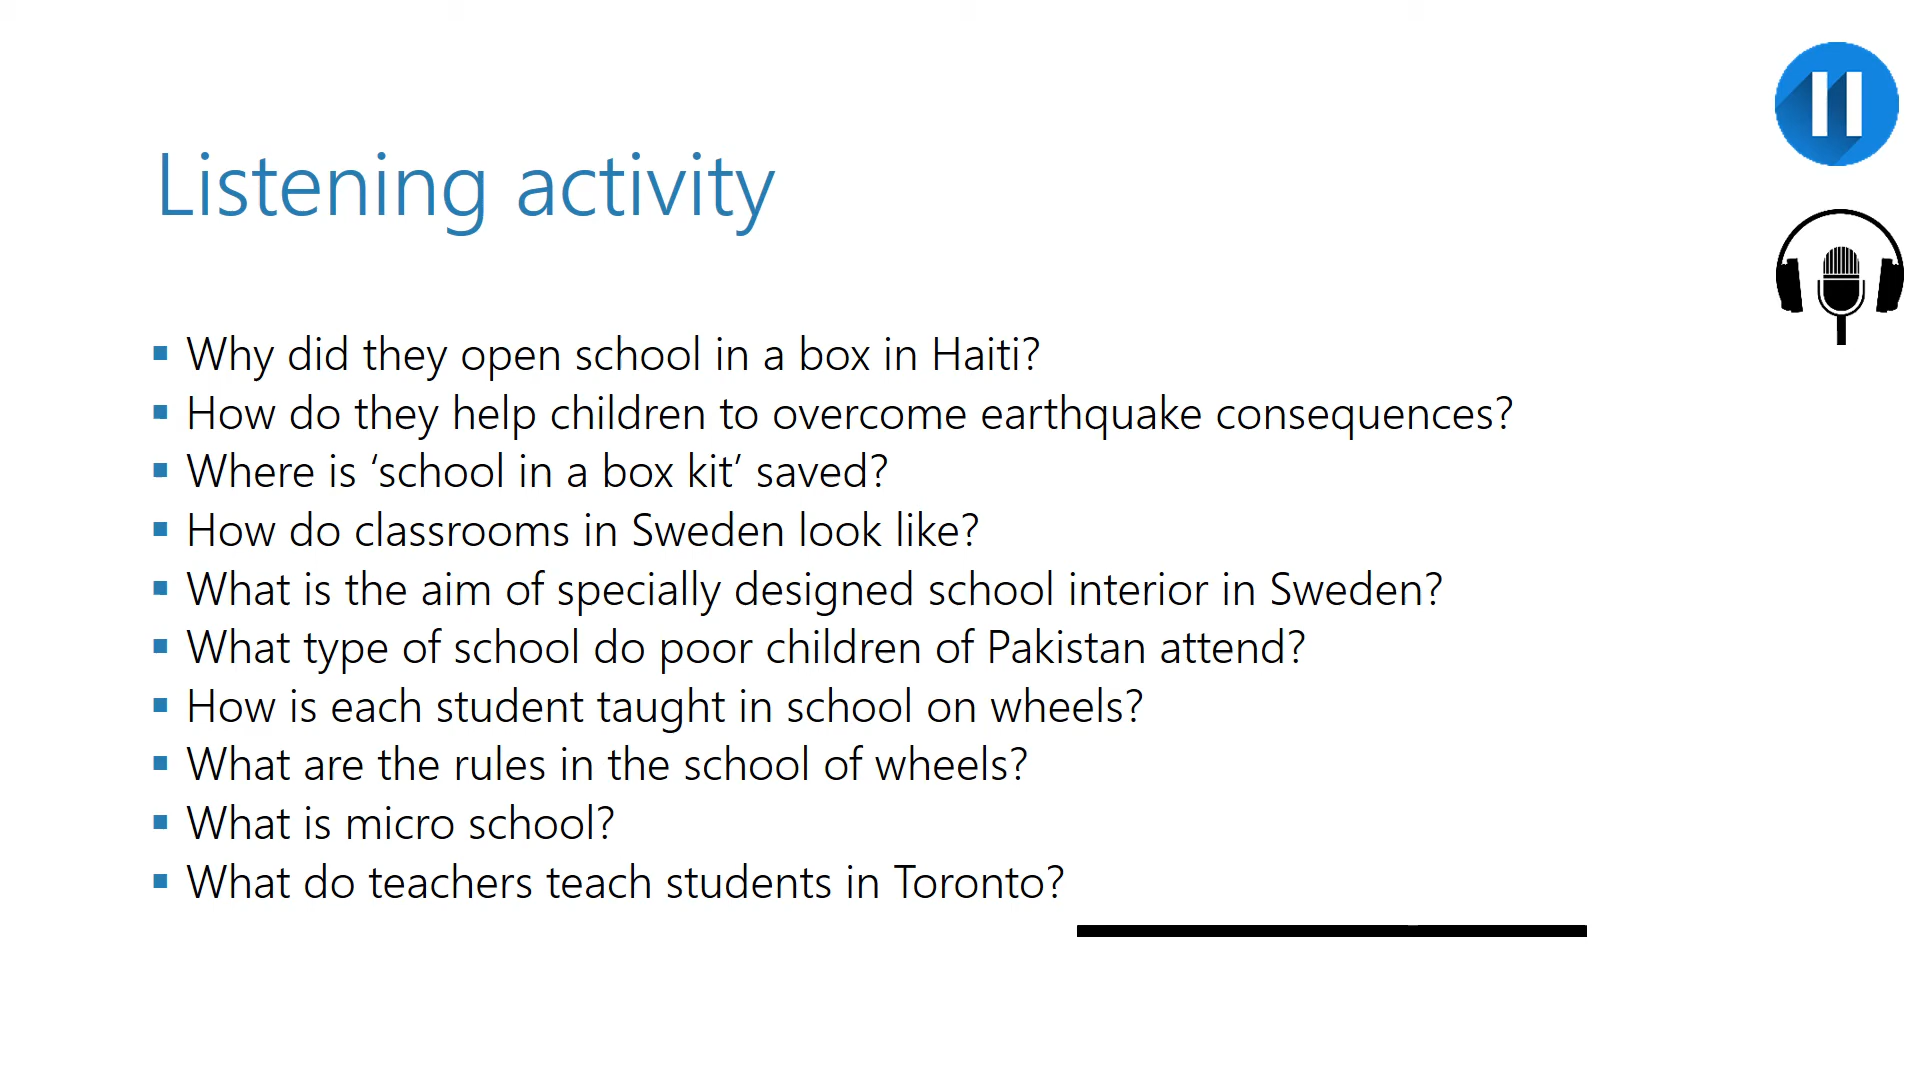 Listening activity
▪ Why did they open school in a box in Haiti?
▪ How do they help children to overcome earthquake consequences?
▪ Where is ‘school in a box kit’ saved?
▪ How do classrooms in Sweden look like?
▪ What is the aim of specially designed school interior in Sweden?
▪ What type of school do poor children of Pakistan attend?
▪ How is each student taught in school on wheels?
▪ What are the rules in the school of wheels?
▪ What is micro school?
▪ What do teachers teach students in Toronto?